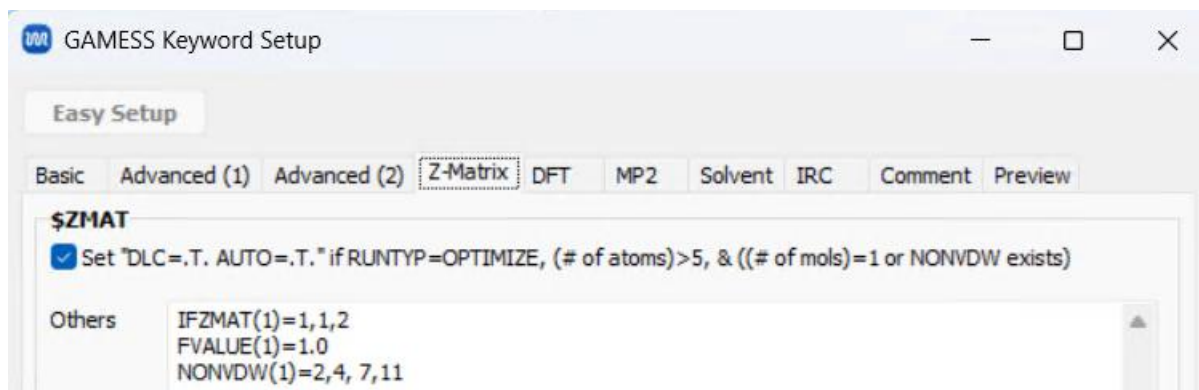 GAMESS Keyword Setup
Easy Setup
Basic Advanced (1) Advanced (2) Z-Matrix DFT MP2 Solvent IRC Comment Preview
$ZMAT
Set "DLC=.T. AUTO=.T." if RUNTYP=OPTIMIZE, (# of atoms)>5, & ((# of mols)=1 or NONVDW exists)
Others IFZMAT(1)=1,1,2
FVALUE(1)=1.0
NONVDW(1)=2,4, 7,11